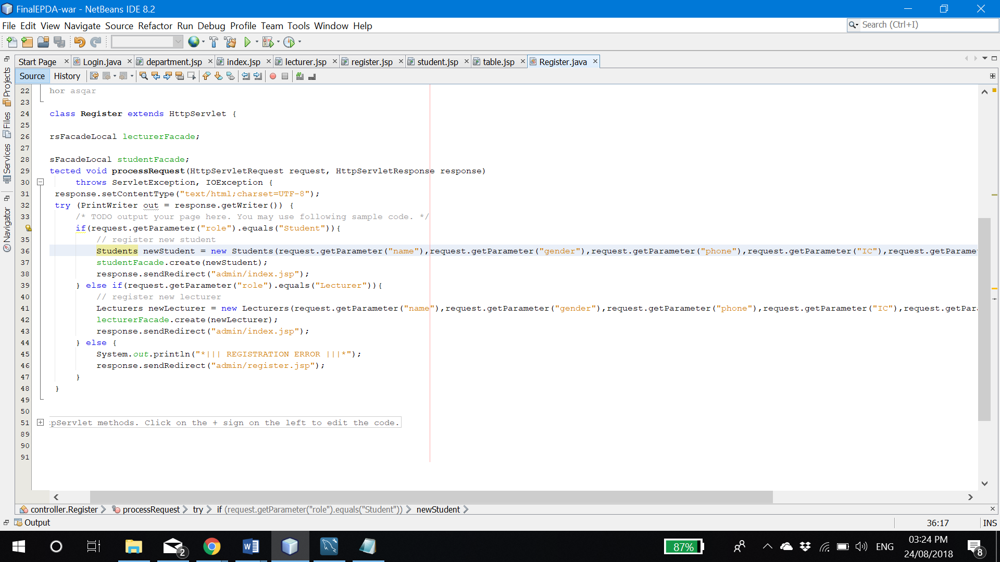 FinalEPDA-war - NetBeans IDE 8.2
File Edit View Navigate Source Refactor Run Debug Profile Team Tools Window Help
Search (Ctrl+I)
Start Page Login.java department.jsp index.jsp lecturer.jsp register.jsp student.jsp table.jsp Register.java
Source History
Projects
Files
Services
Navigator
22 hor asqar
23
24 class Register extends HttpServlet {
25
26 rsFacadeLocal lecturerFacade;
27
28 sFacadeLocal studentFacade;
29 tected void processRequest(HttpServletRequest request, HttpServletResponse response)
30 throws ServletException, IOException {
31 response.setContentType("text/html;charset=UTF-8");
32 try (PrintWriter out = response.getWriter()) {
33 /* TODO output your page here. You may use following sample code. */
if(request.getParameter("role").equals("Student")){
35 // register new student
36 Students newStudent = new Students(request.getParameter("name"),request.getParameter("gender"),request.getParameter("phone"),request.getParameter("IC"),request.getParame
37 studentFacade.create(newStudent);
38 response.sendRedirect("admin/index.jsp");
39 } else if(request.getParameter("role").equals("Lecturer")){
40 // register new lecturer
41 Lecturers newLecturer = new Lecturers(request.getParameter("name"),request.getParameter("gender"),request.getParameter("phone"),request.getParameter("IC"),request.getPara
42 lecturerFacade.create(newLecturer);
43 response.sendRedirect("admin/index.jsp");
44 } else {
45 System.out.println("*||| REGISTRATION ERROR |||*");
46 response.sendRedirect("admin/register.jsp");
47 }
48 }
49
50
51 pServlet methods. Click on the + sign on the left to edit the code.
89
90
91
controller.Register processRequest try if (request.getParameter("role").equals("Student")) newStudent
Output
36:17 INS
2
87%
ENG
03:24 PM
24/08/2018
8